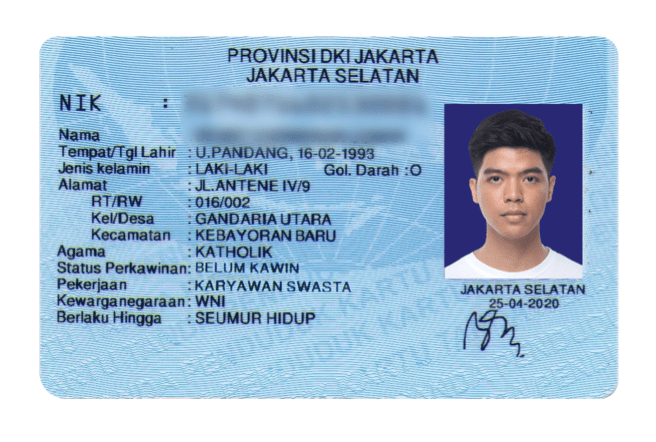 PROVINSI DKI JAKARTA
JAKARTA SELATAN
NIK :
Nama
Tempat/Tgl Lahir : U.PANDANG, 16-02-1993
Jenis kelamin : LAKI-LAKI Gol. Darah :O
Alamat : JL.ANTENE IV/9
RT/RW : 016/002
Kel/Desa : GANDARIA UTARA
Kecamatan : KEBAYORAN BARU
Agama : KATHOLIK
Status Perkawinan: BELUM KAWIN
Pekerjaan : KARYAWAN SWASTA
Kewarganegaraan: WNI
Berlaku Hingga : SEUMUR HIDUP
JAKARTA SELATAN
25-04-2020